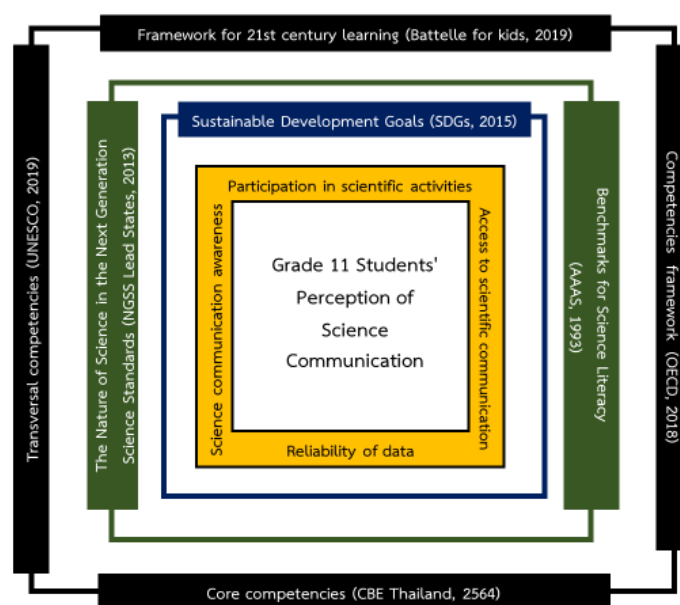 Framework for 21st century learning (Battelle for kids, 2019)
Transversal competencies (UNESCO, 2019)
The Nature of Science in the Next Generation
Science Standards (NGSS Lead States, 2013)
Sustainable Development Goals (SDGs, 2015)
Participation in scientific activities
Science communication awareness
Grade 11 Students'
Perception of
Science
Communication
Access to scientific communication
Reliability of data
Benchmarks for Science Literacy
(AAAS, 1993)
Competencies framework (OECD, 2018)
Core competencies (CBE Thailand, 2564)